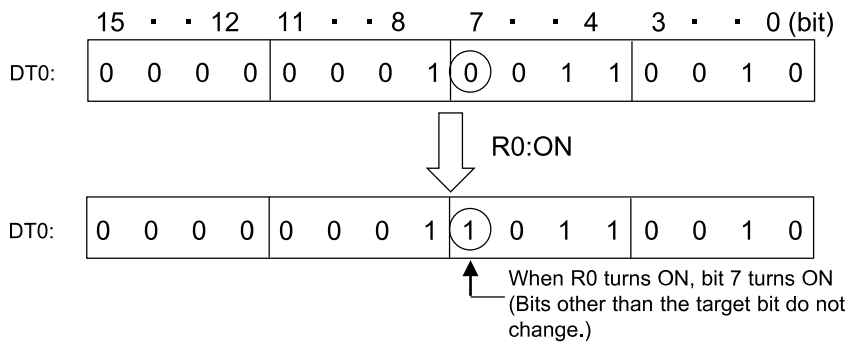 15 · · 12 11 · · 8 7 · · 4 3 · · 0 (bit)
DT0: 0 0 0 0 0 0 0 1 0 0 1 1 0 0 1 0
R0:ON
DT0: 0 0 0 0 0 0 0 1 1 0 1 1 0 0 1 0
When R0 turns ON, bit 7 turns ON
(Bits other than the target bit do not
change.)